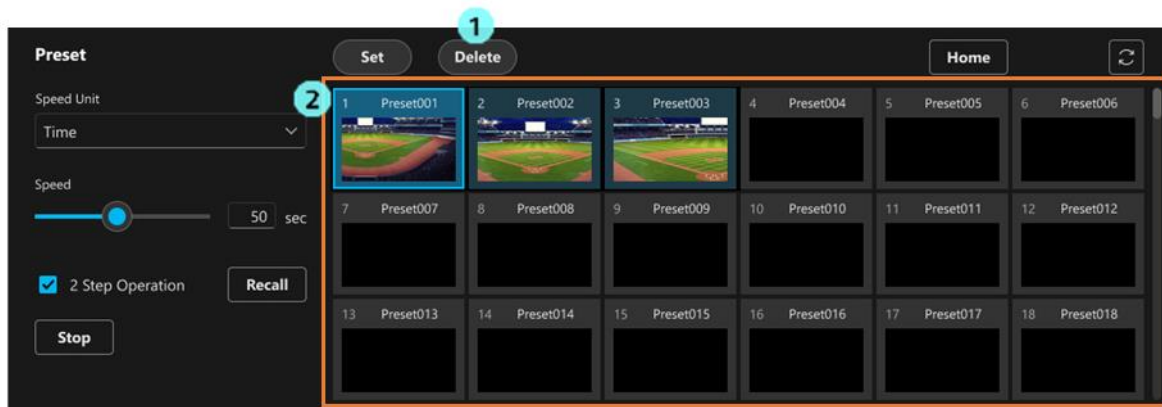 1
Preset Set Delete Home
Speed Unit
2
Time
Speed
50 sec
2 Step Operation Recall
Stop
1 Preset001 2 Preset002 3 Preset003 4 Preset004 5 Preset005 6 Preset006
7 Preset007 8 Preset008 9 Preset009 10 Preset010 11 Preset011 12 Preset012
13 Preset013 14 Preset014 15 Preset015 16 Preset016 17 Preset017 18 Preset018